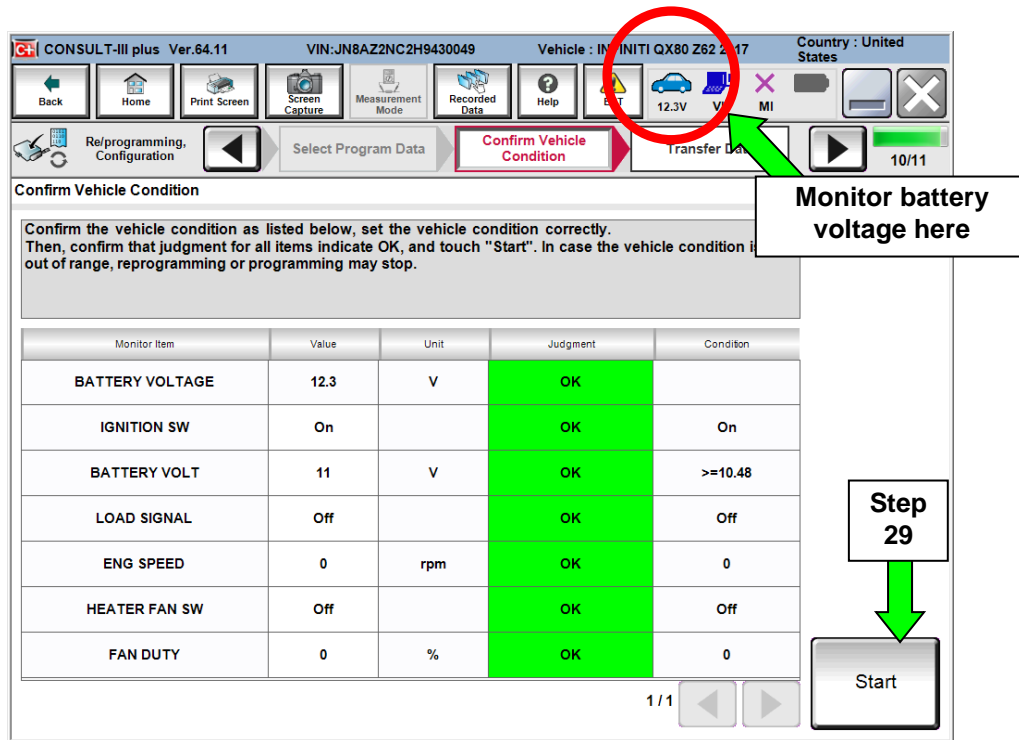 CONSULT-III plus Ver.64.11 VIN:JN8AZ2NC2H9430049 Vehicle : INFINITI QX80 Z62 2017 Country : United States
Back
Home
Print Screen
Screen Capture
Measurement Mode
Recorded Data
Help
12.3V
MI
Re/programming, Configuration
Select Program Data
Confirm Vehicle Condition
Transfer
10/11
Confirm Vehicle Condition
Monitor battery
voltage here
Confirm the vehicle condition as listed below, set the vehicle condition correctly.
Then, confirm that judgment for all items indicate OK, and touch "Start". In case the vehicle condition
out of range, reprogramming or programming may stop.
Monitor Item Value Unit Judgment Condition
BATTERY VOLTAGE 12.3 V OK
IGNITION SW On OK On
BATTERY VOLT 11 V OK >=10.48
LOAD SIGNAL Off OK Off
ENG SPEED 0 rpm OK 0
HEATER FAN SW Off OK Off
FAN DUTY 0 % OK 0
Step
29
Start
1/1